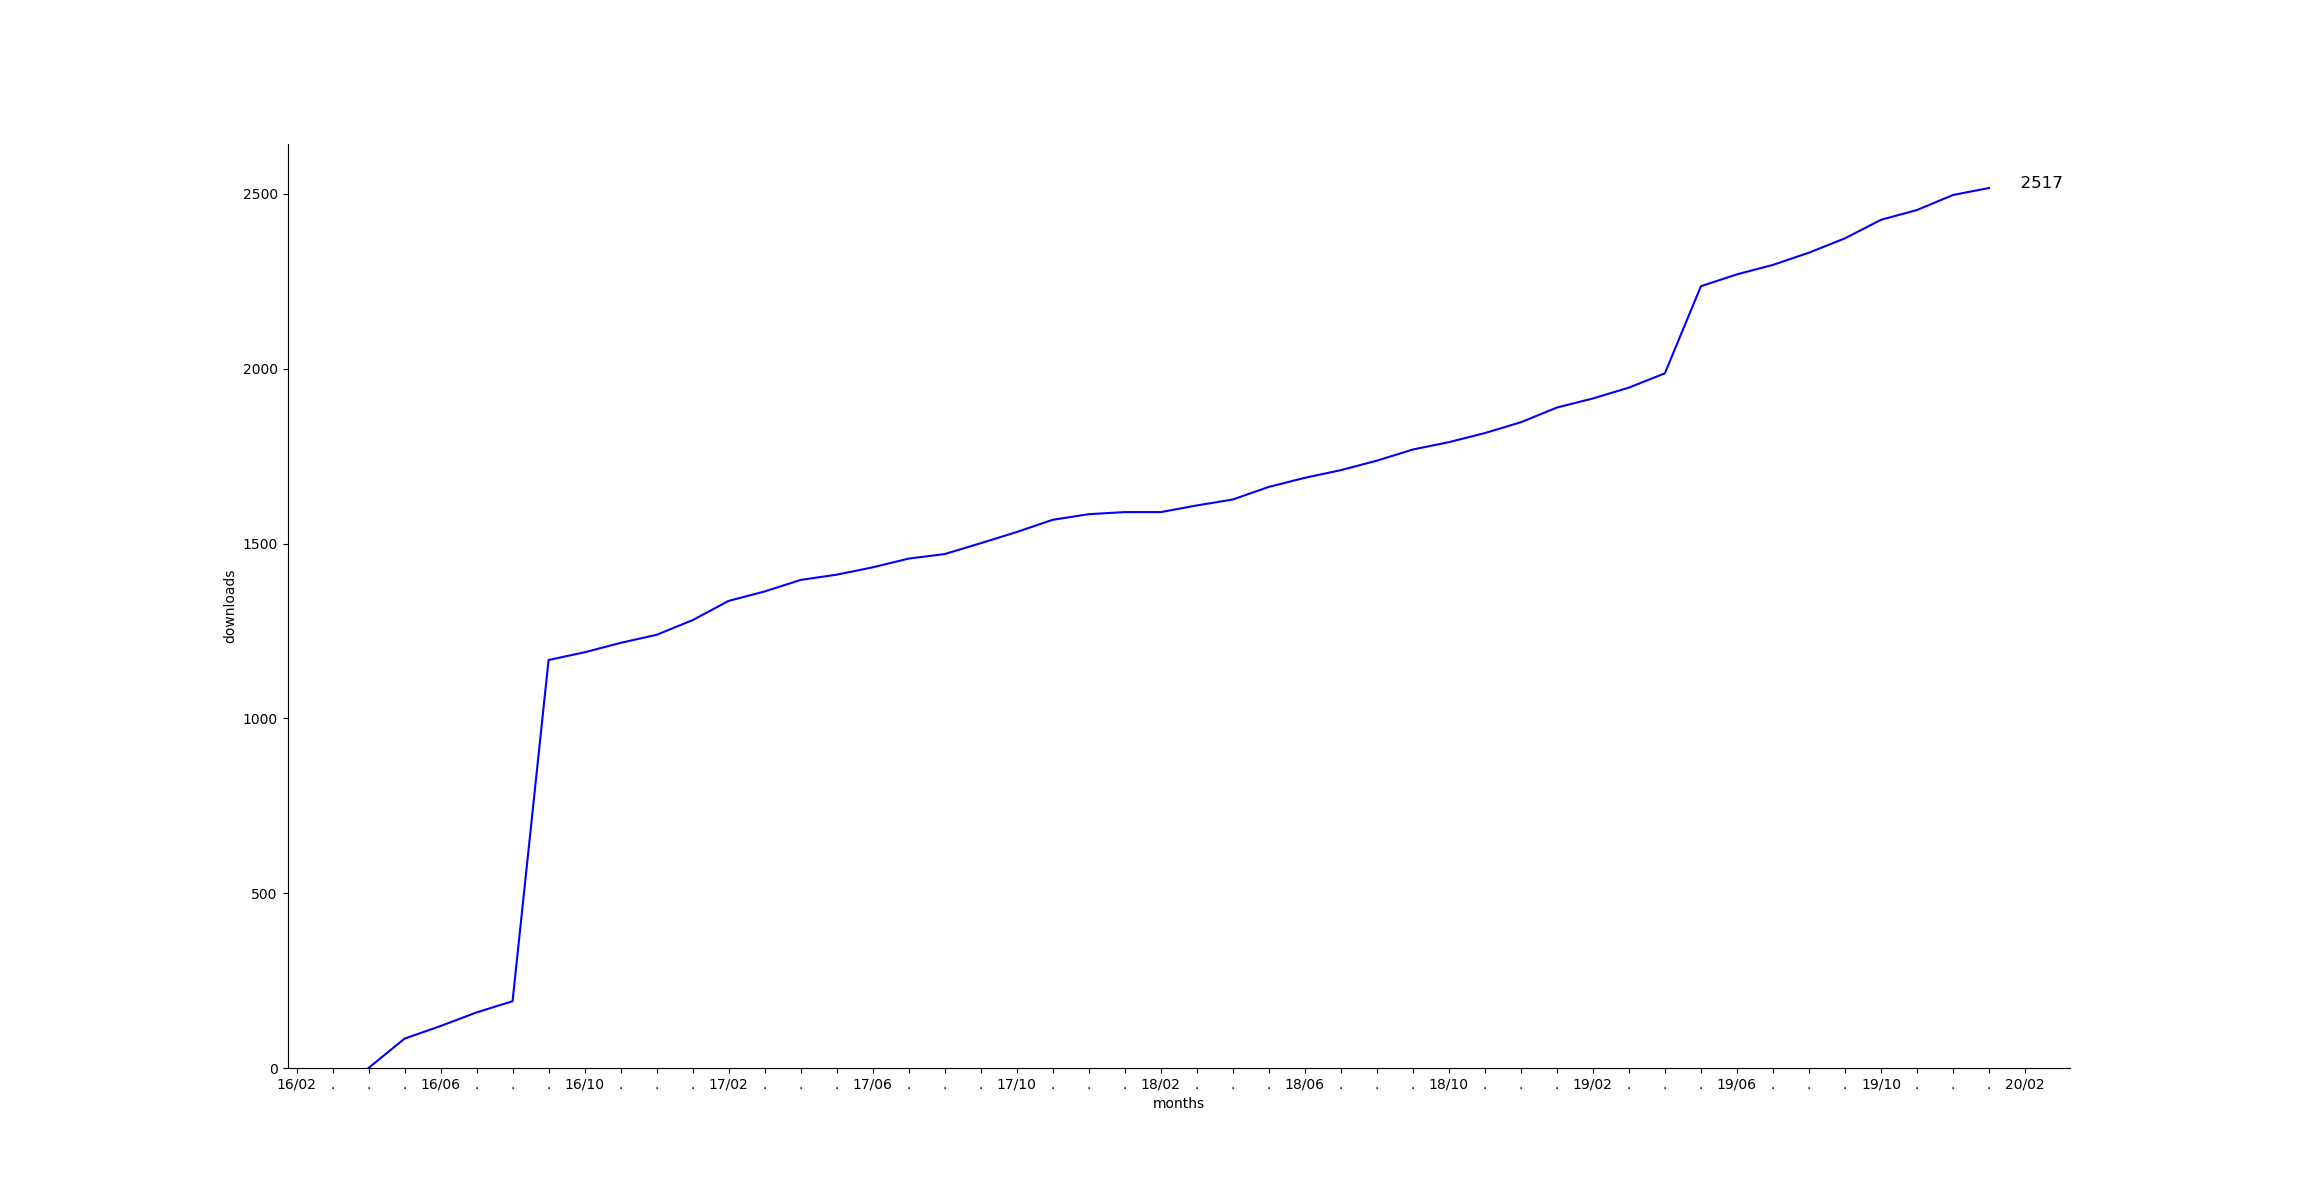 2517
2500
2000
1500
1000
500
0
downloads
16/02 . . . 16/06 . . . 16/10 . . . 17/02 . . . 17/06 . . . 17/10 . . . 18/02 . . . 18/06 . . . 18/10 . . . 19/02 . . . 19/06 . . . 19/10 . . . 20/02
months